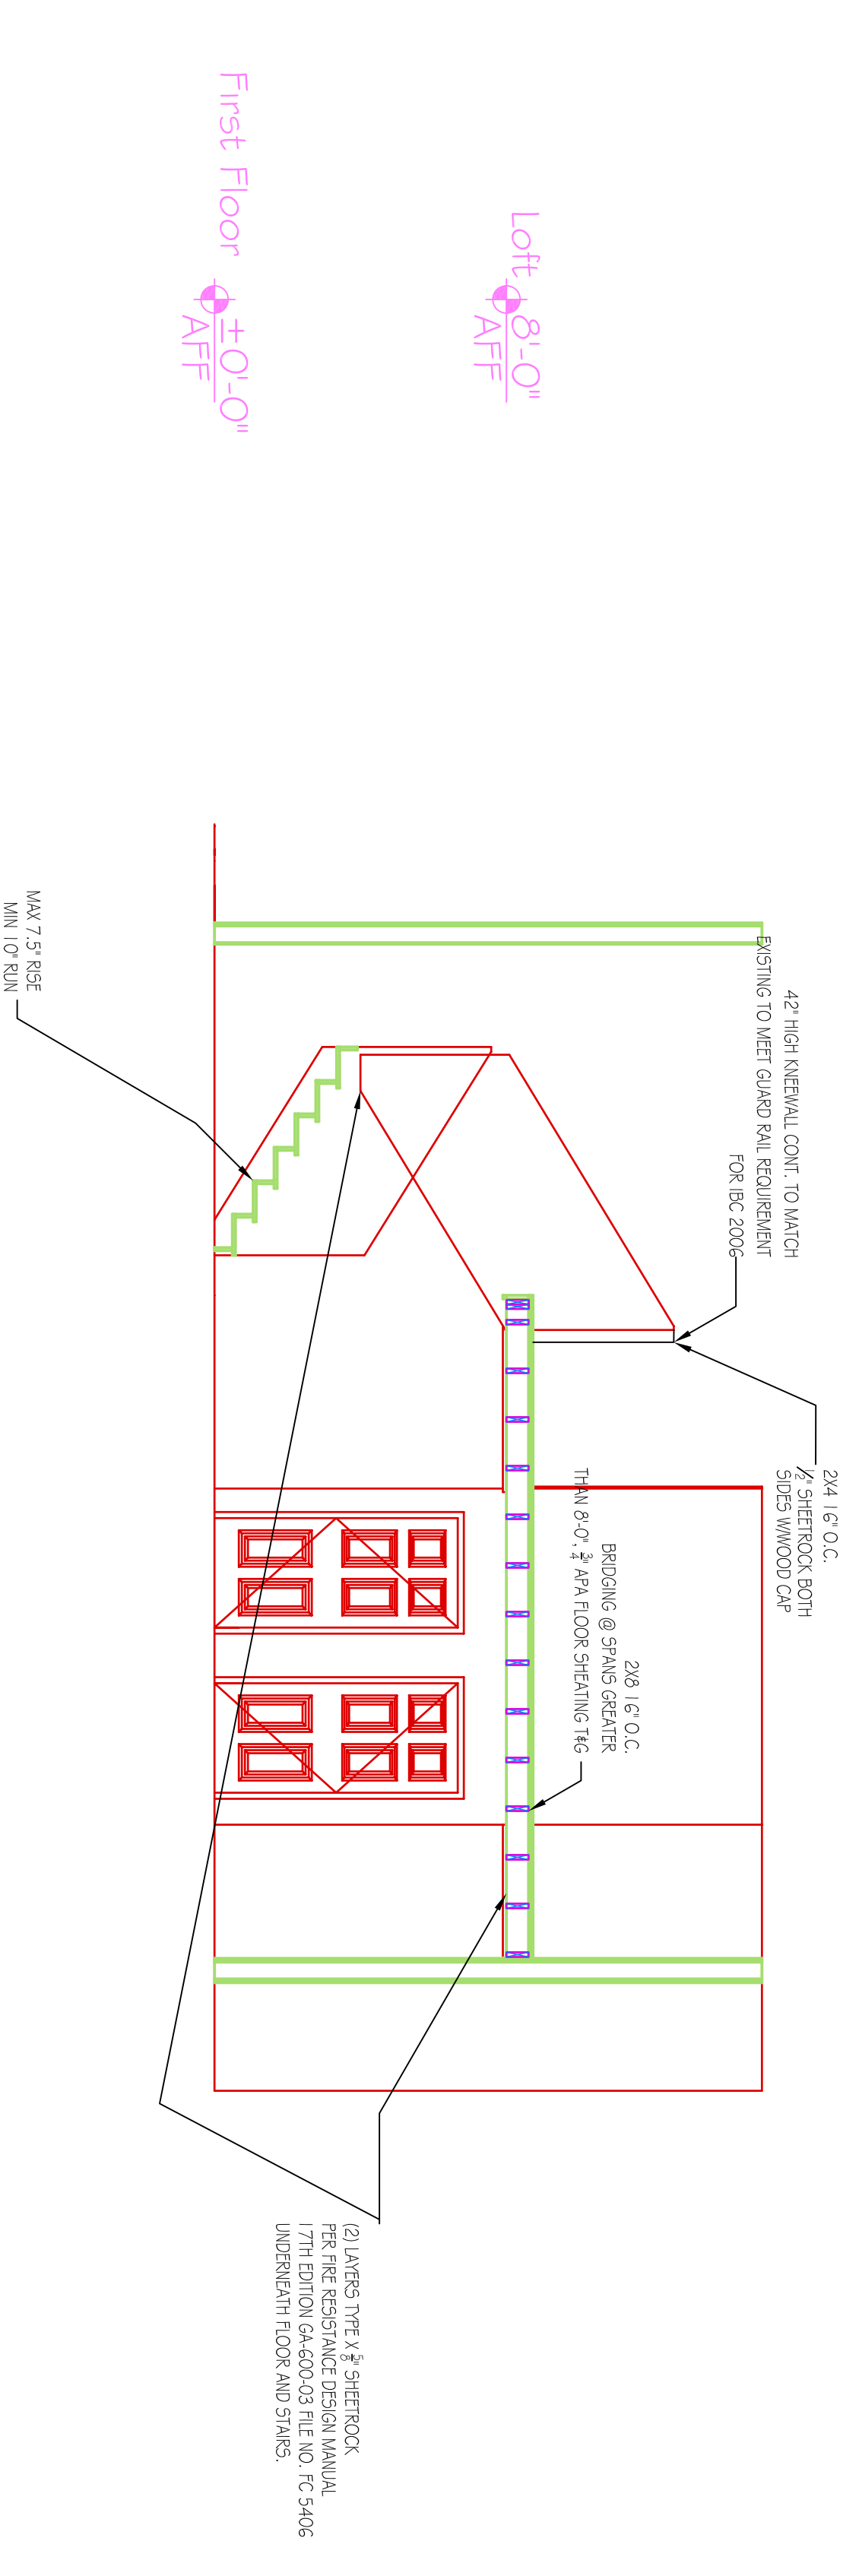 42" HIGH KNEEWALL CONT. TO MATCH
EXISTING TO MEET GUARD RAIL REQUIREMENT
FOR IBC 2006
2X4 16" O.C.
½" SHEETROCK BOTH
SIDES W/WOOD CAP
2X8 16" O.C.
BRIDGING @ SPANS GREATER
THAN 8'-0", ¾" APA FLOOR SHEATING T&G
Loft 8'-0"
AFF
First Floor ±0'-0"
AFF
MAX 7.5" RISE
MIN 10" RUN
(2) LAYERS TYPE X ⅝" SHEETROCK
PER FIRE RESISTANCE DESIGN MANUAL
17TH EDITION GA-600-03 FILE NO. FC 5406
UNDERNEATH FLOOR AND STAIRS.